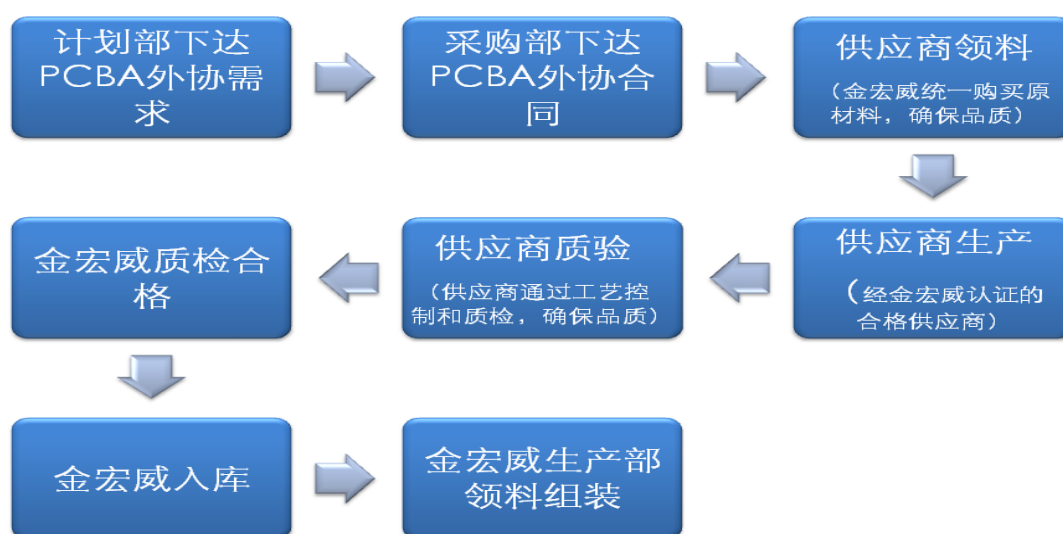 计划部下达
PCBA外协需
求
采购部下达
PCBA外协合
同
供应商领料
（金宏威统一购买原
材料，确保品质）
供应商生产
（经金宏威认证的
合格供应商）
供应商质验
（供应商通过工艺控
制和质检，确保品质）
金宏威质检合
格
金宏威入库
金宏威生产部
领料组装